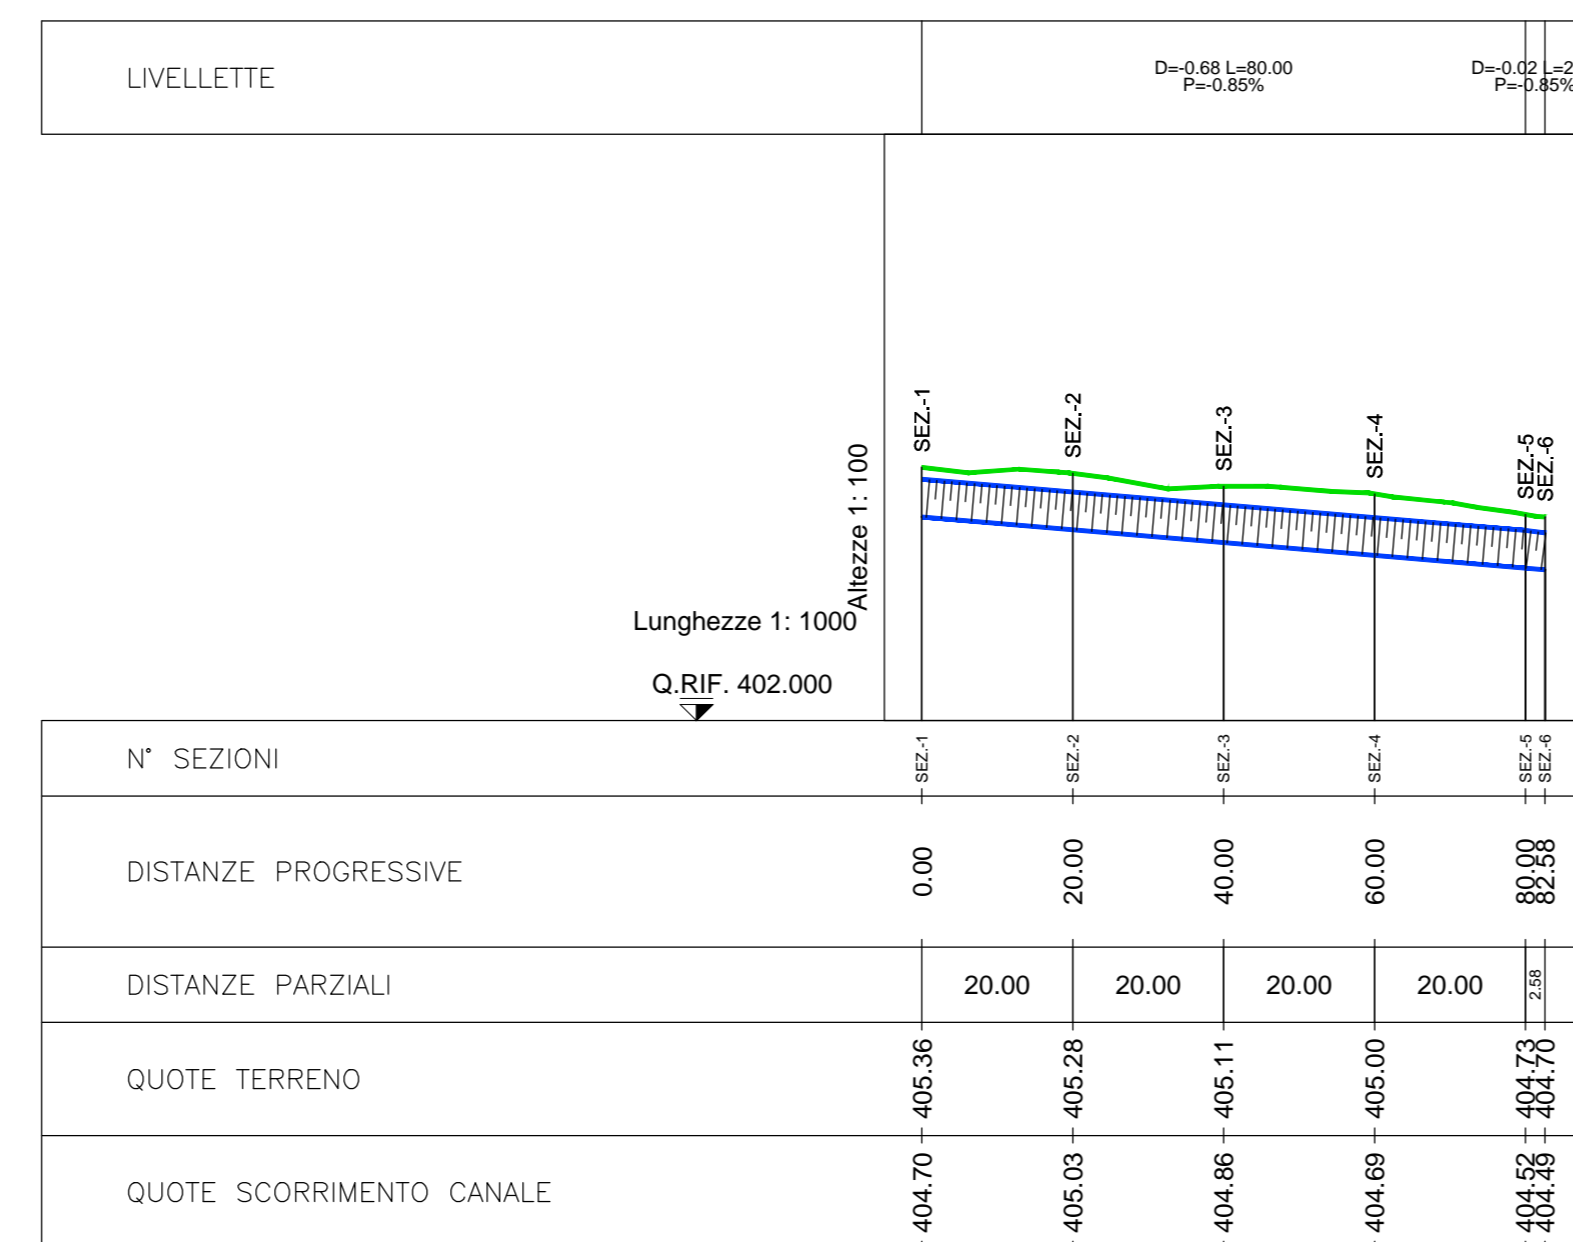 LIVELLETTE
D=-0.68 L=80.00
P=-0.85%
D=-0.02 L=2
P=-0.85%
SEZ.-1
SEZ.-2
SEZ.-3
SEZ.-4
SEZ.-5
SEZ.-6
Altezze 1: 100
Lunghezze 1: 1000
Q.RIF. 402.000
N° SEZIONI
SEZ.-1 SEZ.-2 SEZ.-3 SEZ.-4 SEZ.-5 SEZ.-6
DISTANZE PROGRESSIVE
0.00 20.00 40.00 60.00 80.00 82.58
DISTANZE PARZIALI
20.00 20.00 20.00 20.00 2.58
QUOTE TERRENO
405.36 405.28 405.11 405.00 404.73 404.70
QUOTE SCORRIMENTO CANALE
404.70 405.03 404.86 404.69 404.52 404.49